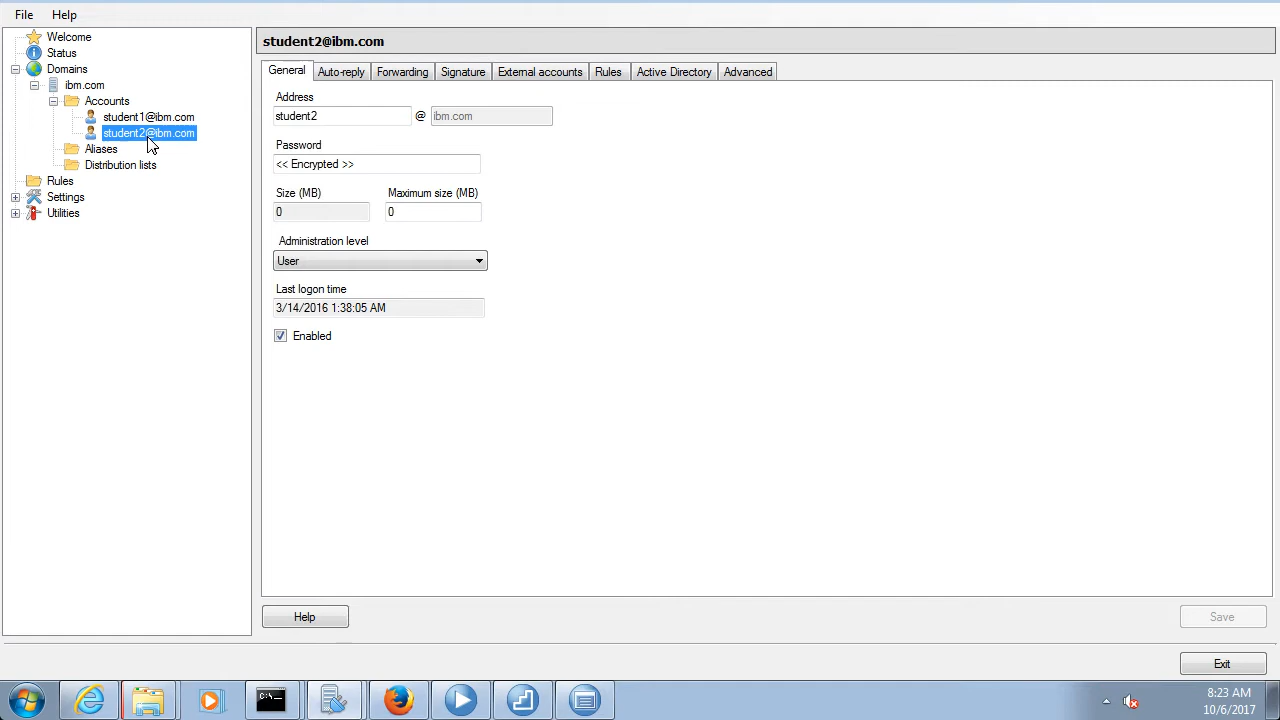 File Help
Welcome
Status
Domains
ibm.com
Accounts
student1@ibm.com
student2@ibm.com
Aliases
Distribution lists
Rules
Settings
Utilities
student2@ibm.com
General Auto-reply Forwarding Signature External accounts Rules Active Directory Advanced
Address
student2 @ ibm.com
Password
<< Encrypted >>
Size (MB) Maximum size (MB)
0 0
Administration level
User
Last logon time
3/14/2016 1:38:05 AM
Enabled
Help Save
Exit
C:\.
8:23 AM
10/6/2017